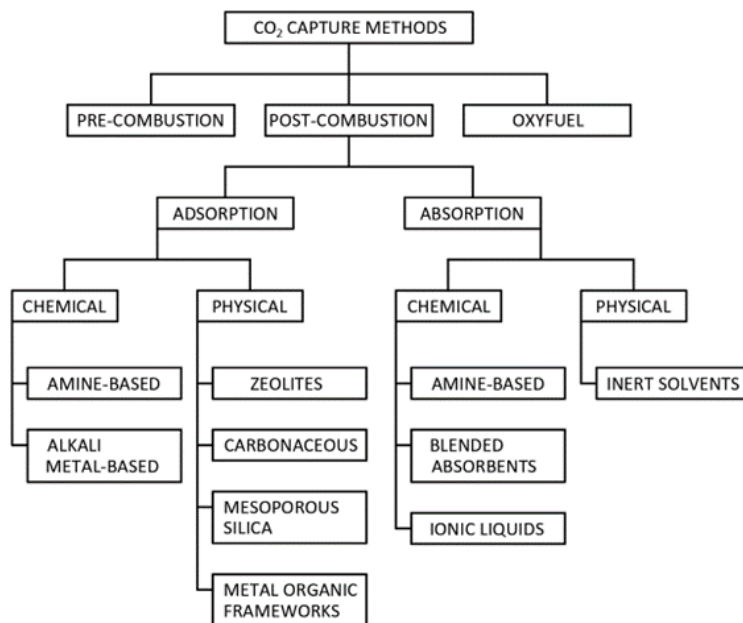 CO₂ CAPTURE METHODS
PRE-COMBUSTION
POST-COMBUSTION
OXYFUEL
ADSORPTION
ABSORPTION
CHEMICAL
PHYSICAL
CHEMICAL
PHYSICAL
AMINE-BASED
ZEOLITES
AMINE-BASED
INERT SOLVENTS
ALKALI
METAL-BASED
CARBONACEOUS
BLENDED
ABSORBENTS
MESOPOROUS
SILICA
IONIC LIQUIDS
METAL ORGANIC
FRAMEWORKS